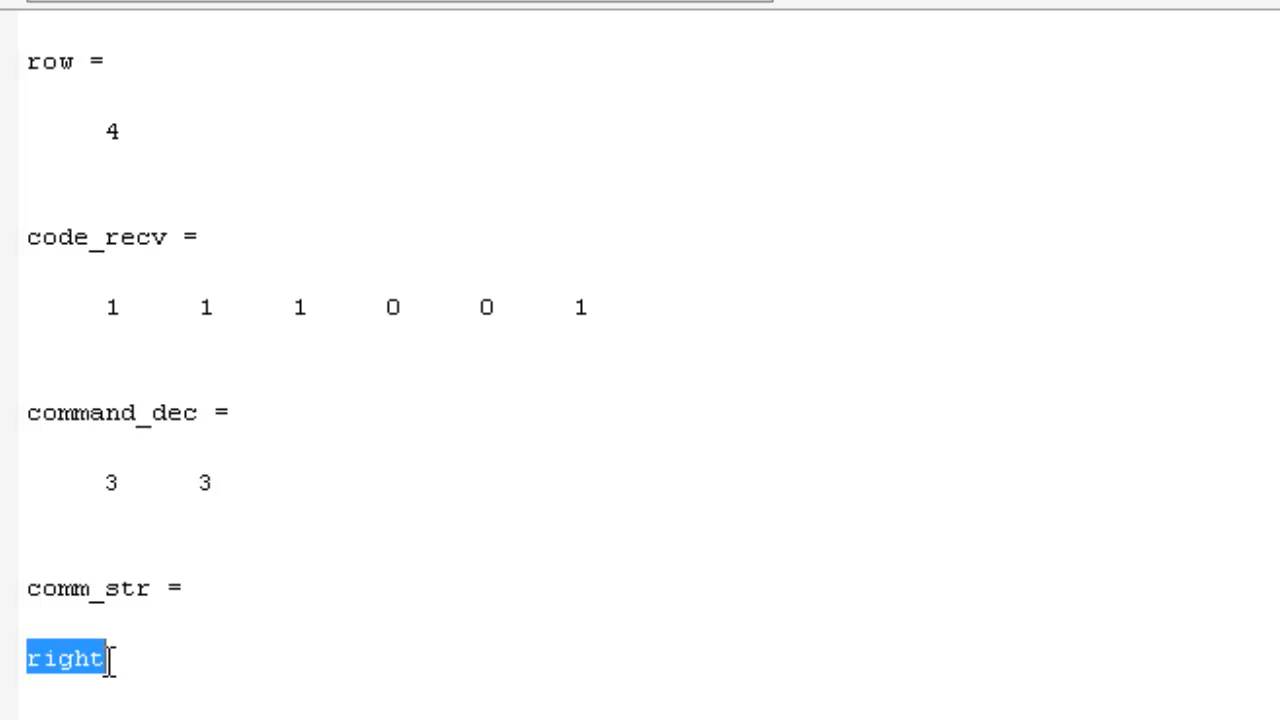 row =
4
code_recv =
1 1 1 0 0 1
command_dec =
3 3
comm_str =
right